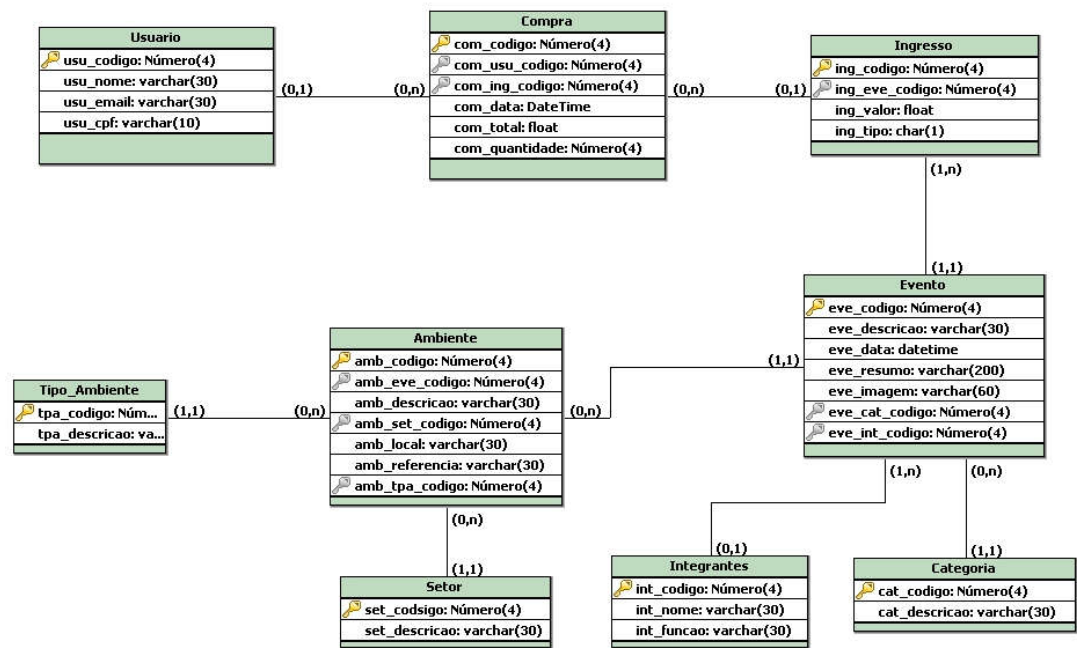 Usuario
usu_codigo: Número(4)
usu_nome: varchar(30)
usu_email: varchar(30)
usu_cpf: varchar(10)
(0,1)
(0,n)
Compra
com_codigo: Número(4)
com_usu_codigo: Número(4)
com_ing_codigo: Número(4)
com_data: DateTime
com_total: float
com_quantidade: Número(4)
(0,n)
(0,1)
Ingresso
ing_codigo: Número(4)
ing_eve_codigo: Número(4)
ing_valor: float
ing_tipo: char(1)
(1,n)
(1,1)
Evento
eve_codigo: Número(4)
eve_descricao: varchar(30)
eve_data: datetime
eve_resumo: varchar(200)
eve_imagem: varchar(60)
eve_cat_codigo: Número(4)
eve_int_codigo: Número(4)
(1,1)
(0,n)
Ambiente
amb_codigo: Número(4)
amb_eve_codigo: Número(4)
amb_descricao: varchar(30)
amb_set_codigo: Número(4)
amb_local: varchar(30)
amb_referencia: varchar(30)
amb_tpa_codigo: Número(4)
Tipo_Ambiente
tpa_codigo: Núm...
tpa_descricao: va...
(1,1)
(0,n)
(0,n)
(1,1)
Setor
set_codsigo: Número(4)
set_descricao: varchar(30)
(1,n)
(0,1)
Integrantes
int_codigo: Número(4)
int_nome: varchar(30)
int_funcao: varchar(30)
(0,n)
(1,1)
Categoria
cat_codigo: Número(4)
cat_descricao: varchar(30)